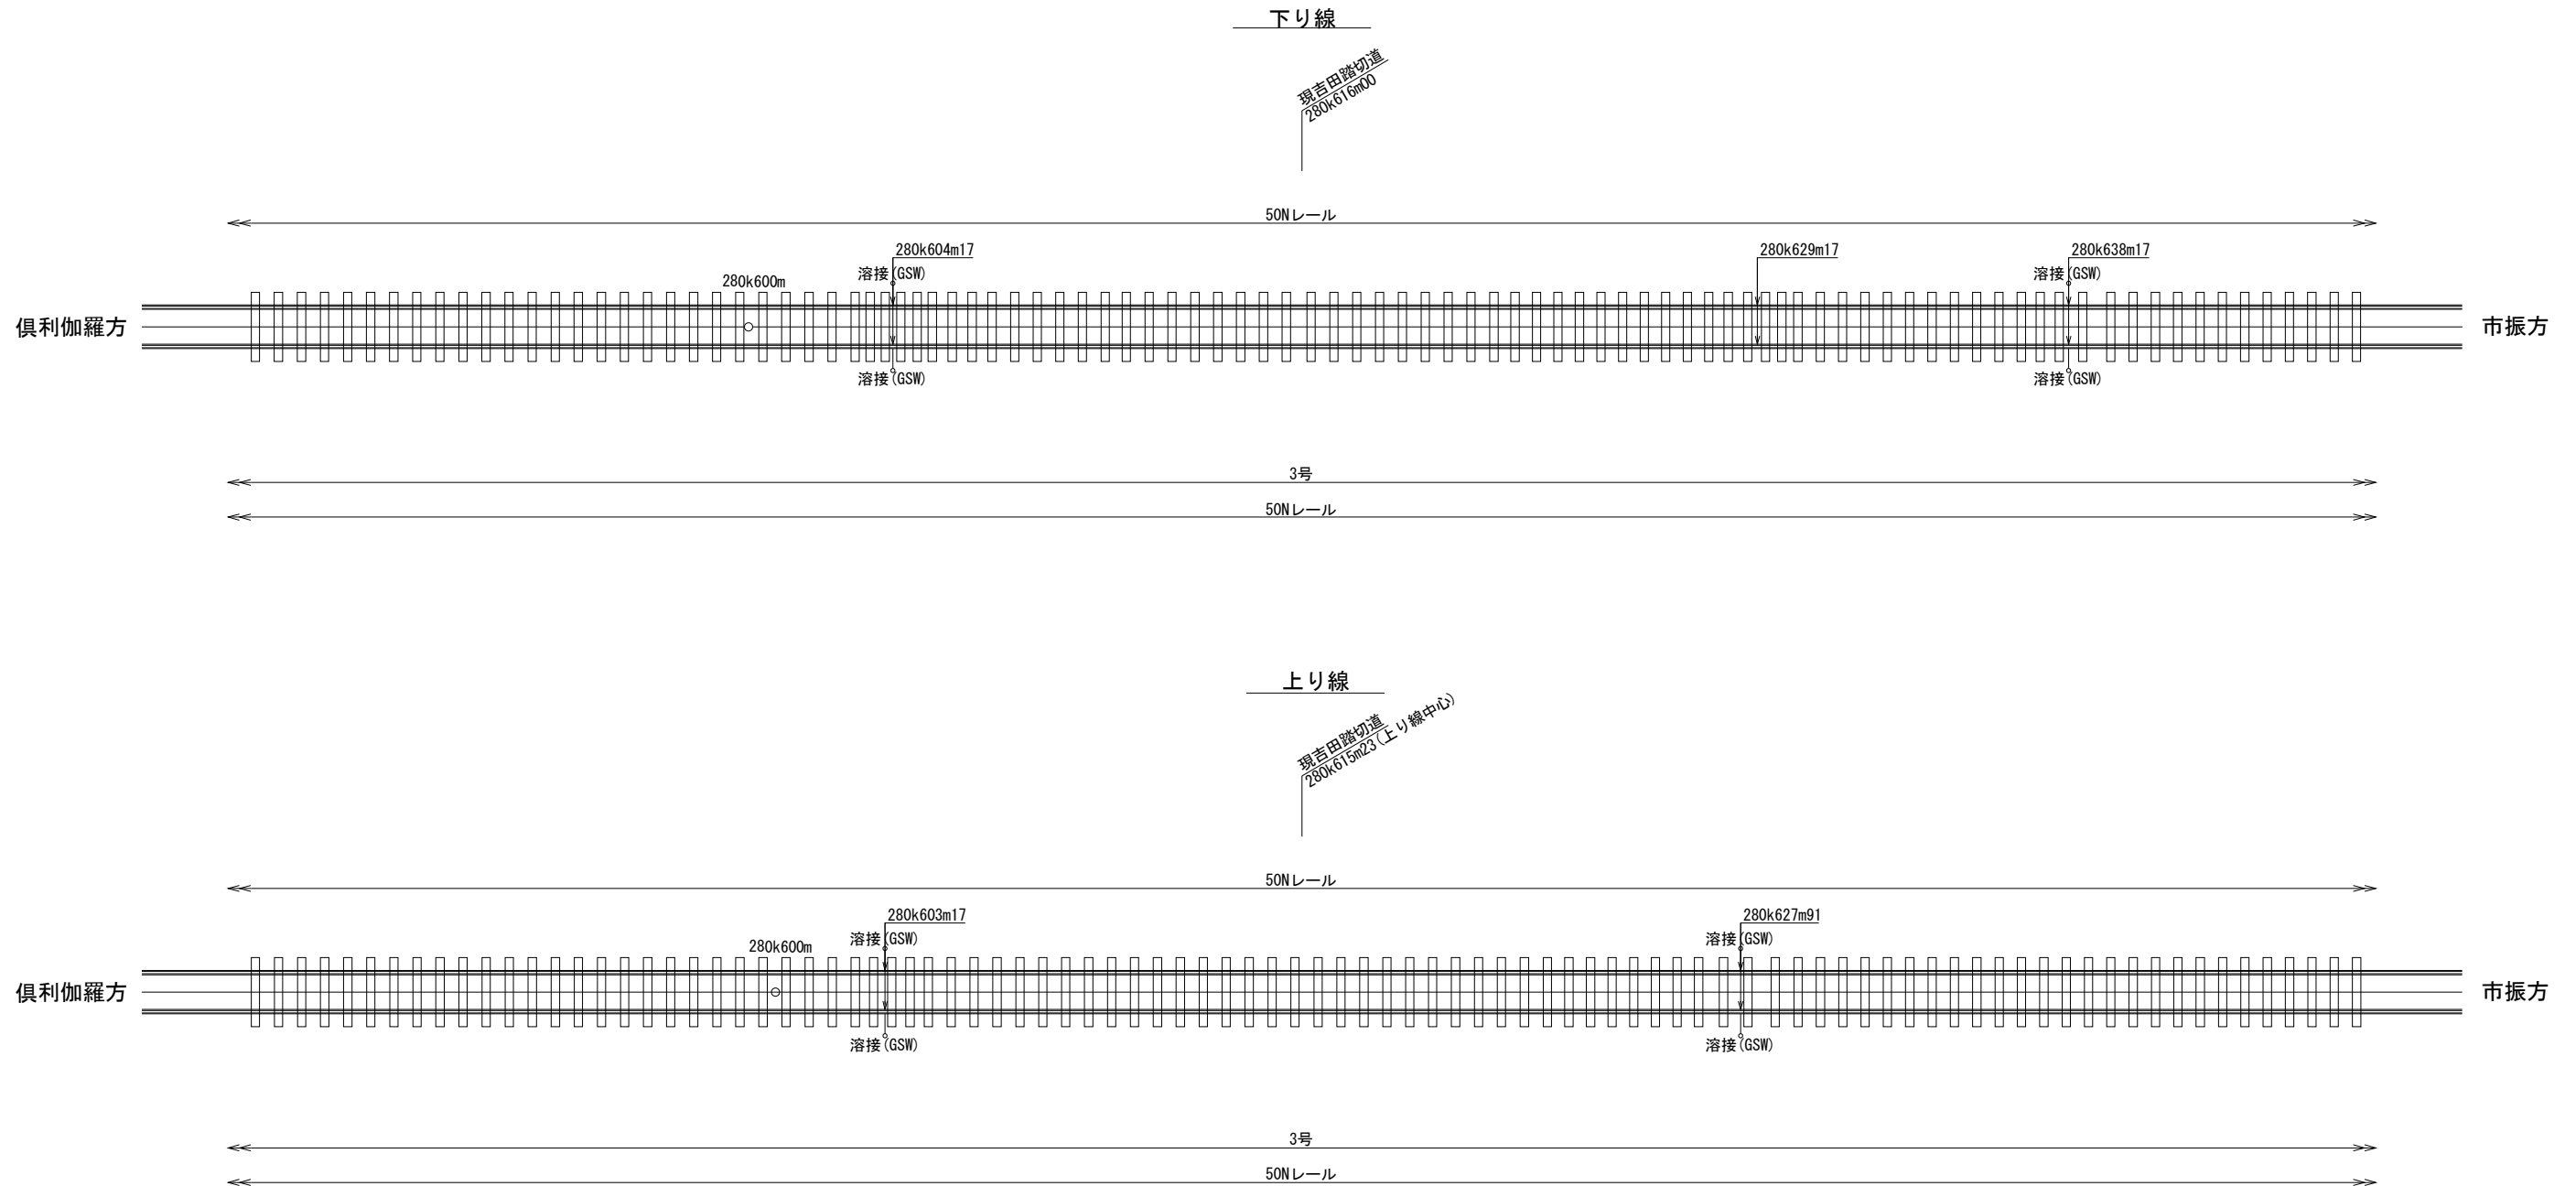 下り線
現吉田踏切道
280k616m00
50Nレール
280k604m17
280k629m17
280k638m17
溶接(GSW)
溶接(GSW)
280k600m
倶利伽羅方
市振方
溶接(GSW)
溶接(GSW)
3号
50Nレール
上り線
現吉田踏切道
280k615m23(上り線中心)
50Nレール
280k603m17
280k627m91
溶接(GSW)
溶接(GSW)
280k600m
倶利伽羅方
市振方
溶接(GSW)
溶接(GSW)
3号
50Nレール